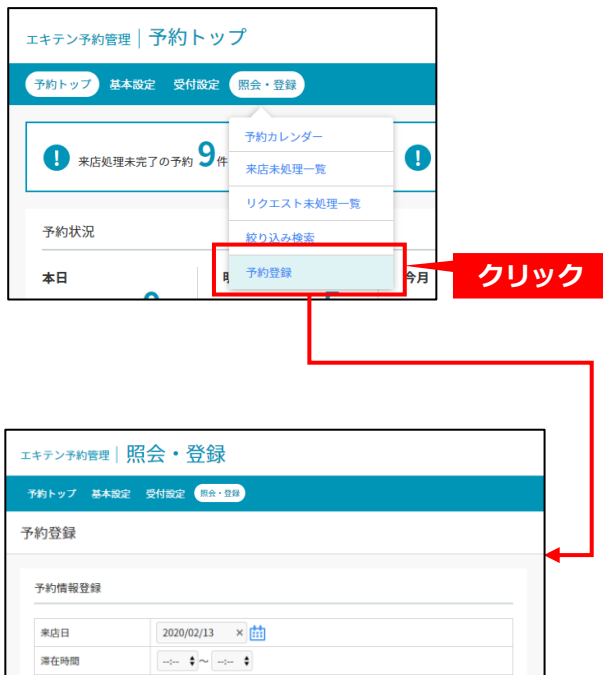 エキテン予約管理 | 予約トップ
予約トップ 基本設定 受付設定 照会・登録
! 来店処理未完了の予約 9件 !
予約カレンダー
来店未処理一覧
リクエスト未処理一覧
絞り込み検索
予約登録
予約状況
本日 今月
クリック
エキテン予約管理 | 照会・登録
予約トップ 基本設定 受付設定 照会・登録
予約登録
予約情報登録
来店日 2020/02/13 ×
滞在時間 --:-- ~ --:--